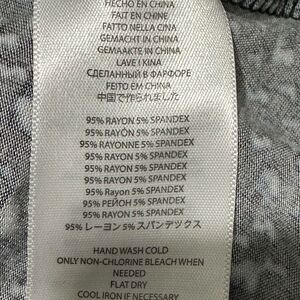 HECHO EN CHINA
FAIT EN CHINE
FATTO NELLA CINA
GEMACHT IN CHINA
GEMAAKTE IN CHINA
LAVE I KINA
СДЕЛАННЫЙ В ФАРФОРЕ
FEITO EM CHINA
中国で作られました
95% RAYON 5% SPANDEX
95% RAYÓN 5% SPANDEX
95% RAYONNE 5% SPANDEX
95% RAYON 5% SPANDEX
95% RAYON 5% SPANDEX
95% RAYON 5% SPANDEX
95% Rayon 5% SPANDEX
95% РЕЙОН 5% SPANDEX
95% Rayon 5% SPANDEX
95% レーヨン 5% スパンデックス
HAND WASH COLD
ONLY NON-CHLORINE BLEACH WHEN
NEEDED
FLAT DRY
COOL IRON IF NECESSARY